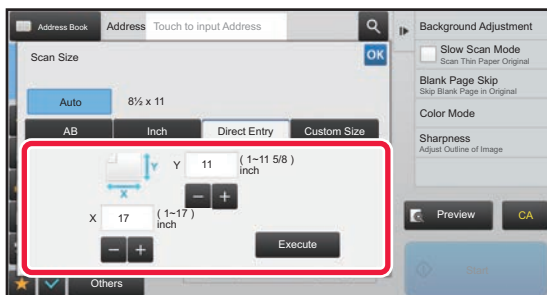 Address Book Address Touch to input Address
Scan Size OK
Auto 8½ x 11
AB Inch Direct Entry Custom Size
Y 11 ( 1~11 5/8 ) inch
Y
X
X 17 ( 1~17 ) inch
Execute
Others
Background Adjustment
Slow Scan Mode
Scan Thin Paper Original
Blank Page Skip
Skip Blank Page in Original
Color Mode
Sharpness
Adjust Outline of Image
Preview CA